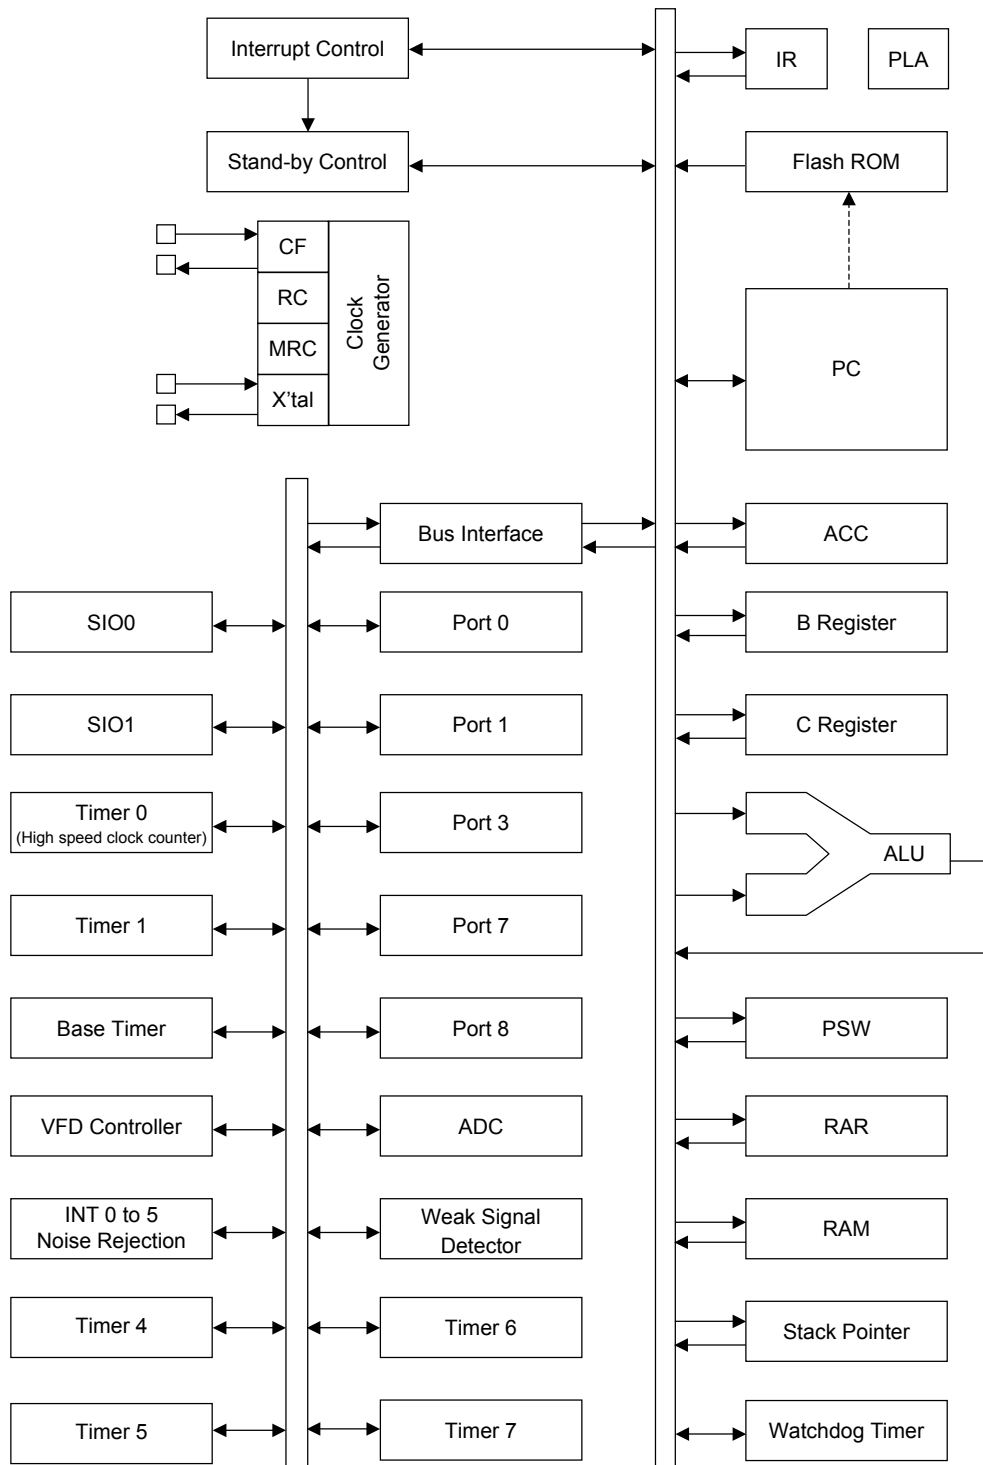 Interrupt Control
IR
PLA
Stand-by Control
Flash ROM
CF
RC
MRC
X'tal
Clock
Generator
PC
Bus Interface
ACC
SIO0
Port 0
B Register
SIO1
Port 1
C Register
Timer 0
(High speed clock counter)
Port 3
ALU
Timer 1
Port 7
Base Timer
Port 8
PSW
VFD Controller
ADC
RAR
INT 0 to 5
Noise Rejection
Weak Signal
Detector
RAM
Timer 4
Timer 6
Stack Pointer
Timer 5
Timer 7
Watchdog Timer